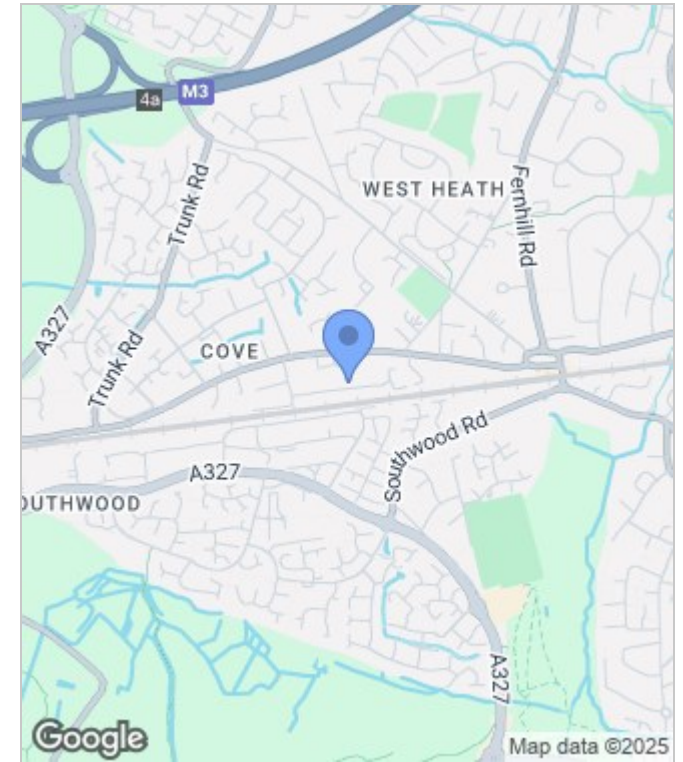 4a
M3
WEST HEATH
Trunk Rd
Fernhill Rd
A327
Trunk Rd
COVE
Southwood Rd
A327
OUTHWOOD
A327
Google
Map data ©2025